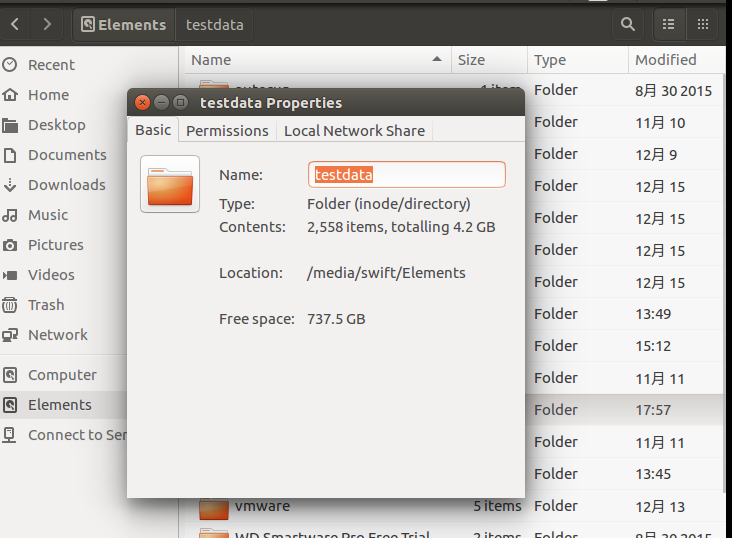 Elements testdata
Name Size Type Modified
Recent
Home
Desktop
Documents
Downloads
Music
Pictures
Videos
Trash
Network
Computer
Elements
Connect to Ser
testdata Properties
Basic Permissions Local Network Share
Name: testdata
Type: Folder (inode/directory)
Contents: 2,558 items, totalling 4.2 GB
Location: /media/swift/Elements
Free space: 737.5 GB
Folder 8月 30 2015
Folder 11月 10
Folder 12月 9
Folder 12月 15
Folder 12月 15
Folder 12月 15
Folder 12月 15
Folder 13:49
Folder 15:12
Folder 11月 11
Folder 17:57
Folder 11月 11
Folder 13:45
vmware 5 items Folder 12月 13
WD Smartware Pro Free Trial 2 items Folder 8月 30 2015